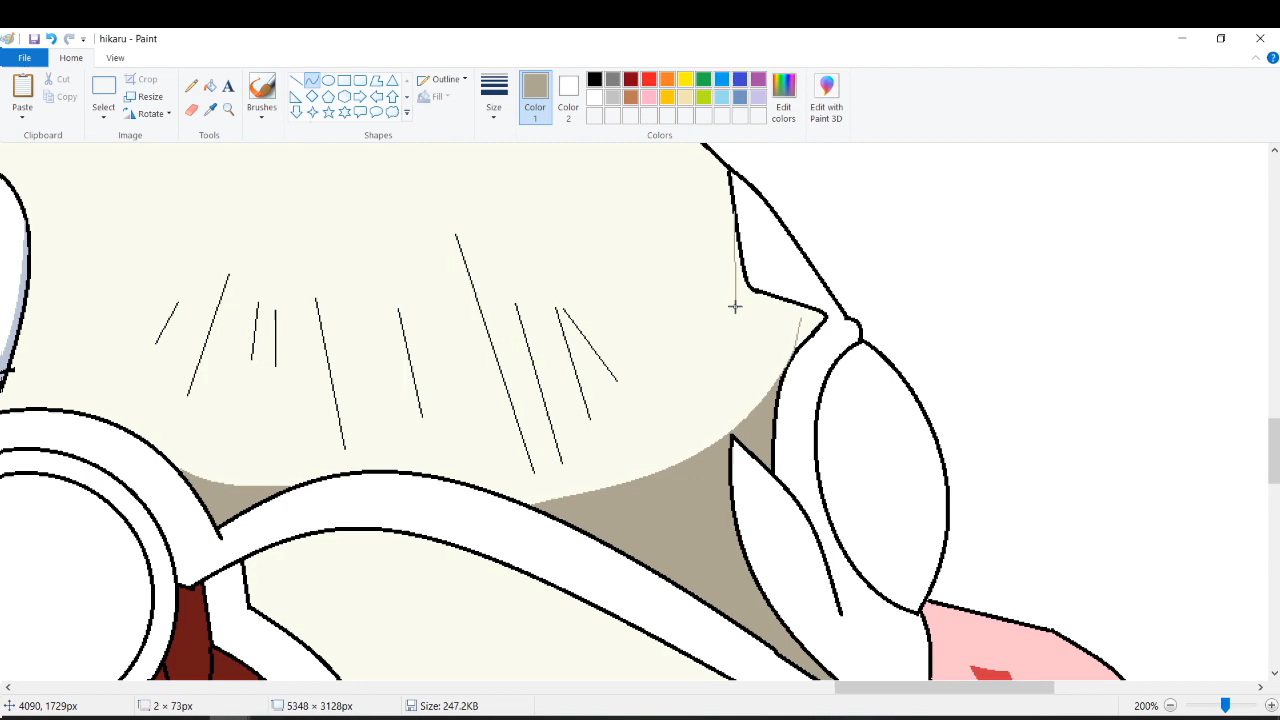 hikaru - Paint
File
Home
View
Paste
Cut
Copy
Clipboard
Select
Crop
Resize
Rotate
Image
A
Tools
Brushes
Outline
Fill
Shapes
Size
Color
1
Color
2
Edit
colors
Colors
Edit with
Paint 3D
4090, 1729px
2 × 73px
5348 × 3128px
Size: 247.2KB
200%